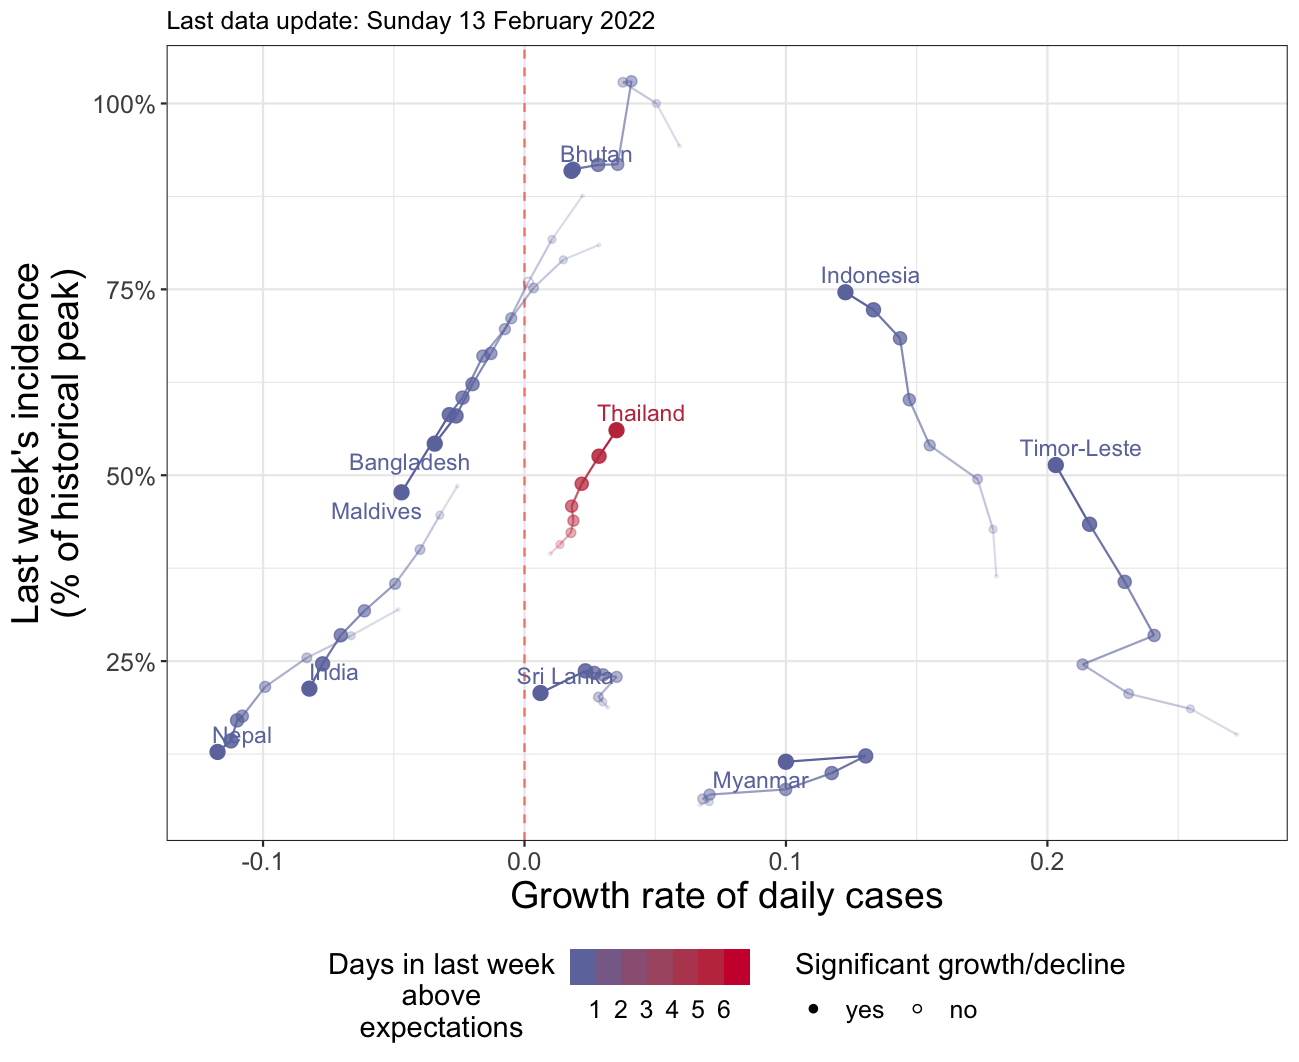 Last data update: Sunday 13 February 2022
Last week's incidence
(% of historical peak)
100%
75%
50%
25%
Bhutan
Indonesia
Thailand
Timor-Leste
Bangladesh
Maldives
India
Sri Lanka
Nepal
Myanmar
-0.1
0.0
0.1
0.2
Growth rate of daily cases
Days in last week
above
expectations
1 2 3 4 5 6
Significant growth/decline
yes no